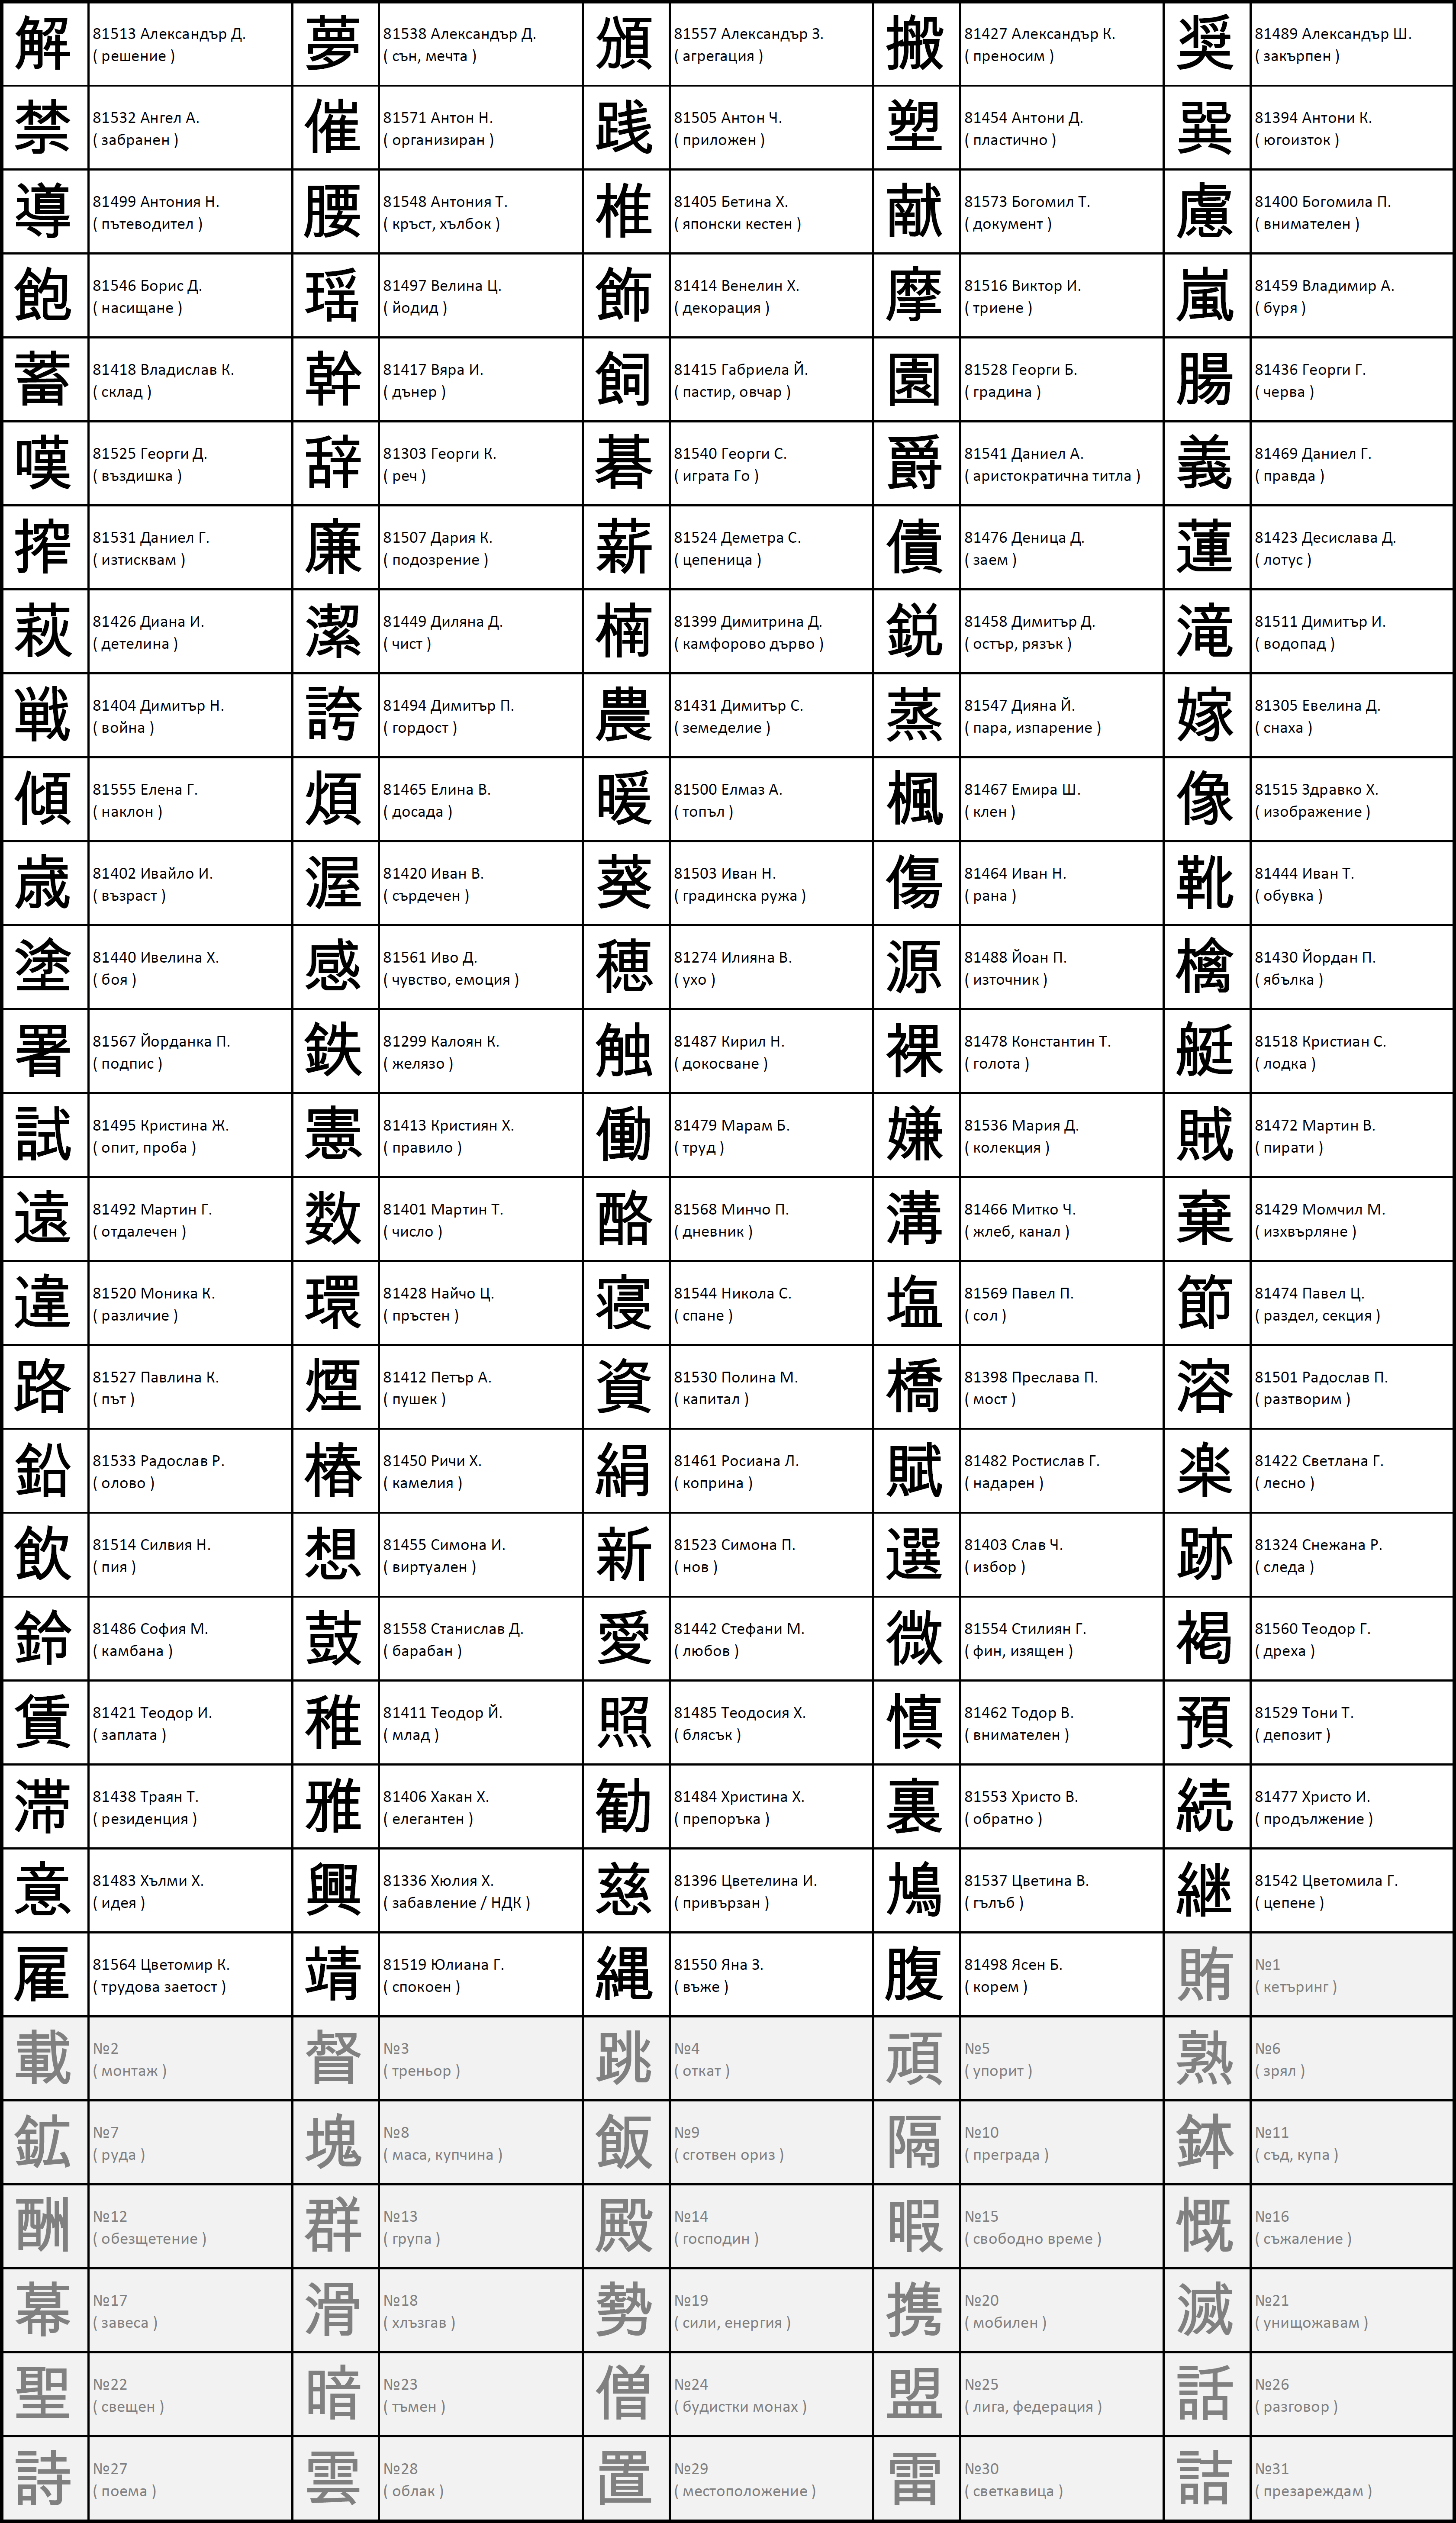 解 81513 Александър Д.
( решение )
夢 81538 Александър Д.
( сън, мечта )
頒 81557 Александър З.
( агрегация )
搬 81427 Александър К.
( преносим )
奨 81489 Александър Ш.
( закърпен )
禁 81532 Ангел А.
( забранен )
催 81571 Антон Н.
( организиран )
践 81505 Антон Ч.
( приложен )
塑 81454 Антони Д.
( пластично )
巽 81394 Антони К.
( югоизток )
導 81499 Антония Н.
( пътеводител )
腰 81548 Антония Т.
( кръст, хълбок )
椎 81405 Бетина Х.
( японски кестен )
献 81573 Богомил Т.
( документ )
慮 81400 Богомила П.
( внимателен )
飽 81546 Борис Д.
( насищане )
瑶 81497 Велина Ц.
( йодид )
飾 81414 Венелин Х.
( декорация )
摩 81516 Виктор И.
( триене )
嵐 81459 Владимир А.
( буря )
蓄 81418 Владислав К.
( склад )
幹 81417 Вяра И.
( дънер )
飼 81415 Габриела Й.
( пастир, овчар )
園 81528 Георги Б.
( градина )
腸 81436 Георги Г.
( черва )
嘆 81525 Георги Д.
( въздишка )
辞 81303 Георги К.
( реч )
碁 81540 Георги С.
( играта Го )
爵 81541 Даниел А.
( аристократична титла )
義 81469 Даниел Г.
( правда )
搾 81531 Даниел Г.
( изтисквам )
廉 81507 Дария К.
( подозрение )
薪 81524 Деметра С.
( цепеница )
債 81476 Деница Д.
( заем )
蓮 81423 Десислава Д.
( лотус )
萩 81426 Диана И.
( детелина )
潔 81449 Диляна Д.
( чист )
楠 81399 Димитрина Д.
( камфорово дърво )
鋭 81458 Димитър Д.
( остър, рязък )
滝 81511 Димитър И.
( водопад )
戦 81404 Димитър Н.
( война )
誇 81494 Димитър П.
( гордост )
農 81431 Димитър С.
( земеделие )
蒸 81547 Дияна Й.
( пара, изпарение )
嫁 81305 Евелина Д.
( снаха )
傾 81555 Елена Г.
( наклон )
煩 81465 Елина В.
( досада )
暖 81500 Елмаз А.
( топъл )
楓 81467 Емира Ш.
( клен )
像 81515 Здравко Х.
( изображение )
歳 81402 Ивайло И.
( възраст )
渥 81420 Иван В.
( сърдечен )
葵 81503 Иван Н.
( градинска ружа )
傷 81464 Иван Н.
( рана )
靴 81444 Иван Т.
( обувка )
塗 81440 Ивелина Х.
( боя )
感 81561 Иво Д.
( чувство, емоция )
穂 81274 Илияна В.
( ухо )
源 81488 Йоан П.
( източник )
檎 81430 Йордан П.
( ябълка )
署 81567 Йорданка П.
( подпис )
鉄 81299 Калоян К.
( желязо )
触 81487 Кирил Н.
( докосване )
裸 81478 Константин Т.
( голота )
艇 81518 Кристиан С.
( лодка )
試 81495 Кристина Ж.
( опит, проба )
憲 81413 Кристиян Х.
( правило )
働 81479 Марам Б.
( труд )
嫌 81536 Мария Д.
( колекция )
賊 81472 Мартин В.
( пирати )
遠 81492 Мартин Г.
( отдалечен )
数 81401 Мартин Т.
( число )
酪 81568 Минчо П.
( дневник )
溝 81466 Митко Ч.
( жлеб, канал )
棄 81429 Момчил М.
( изхвърляне )
違 81520 Моника К.
( различие )
環 81428 Найчо Ц.
( пръстен )
寝 81544 Никола С.
( спане )
塩 81569 Павел П.
( сол )
節 81474 Павел Ц.
( раздел, секция )
路 81527 Павлина К.
( път )
煙 81412 Петър А.
( пушек )
資 81530 Полина М.
( капитал )
橋 81398 Преслава П.
( мост )
溶 81501 Радослав П.
( разтворим )
鉛 81533 Радослав Р.
( олово )
椿 81450 Ричи Х.
( камелия )
絹 81461 Росиана Л.
( коприна )
賦 81482 Ростислав Г.
( надарен )
楽 81422 Светлана Г.
( лесно )
飲 81514 Силвия Н.
( пия )
想 81455 Симона И.
( виртуален )
新 81523 Симона П.
( нов )
選 81403 Слав Ч.
( избор )
跡 81324 Снежана Р.
( следа )
鈴 81486 София М.
( камбана )
鼓 81558 Станислав Д.
( барабан )
愛 81442 Стефани М.
( любов )
微 81554 Стилиян Г.
( фин, изящен )
褐 81560 Теодор Г.
( дреха )
賃 81421 Теодор И.
( заплата )
稚 81411 Теодор Й.
( млад )
照 81485 Теодосия Х.
( блясък )
慎 81462 Тодор В.
( внимателен )
預 81529 Тони Т.
( депозит )
滞 81438 Траян Т.
( резиденция )
雅 81406 Хакан Х.
( елегантен )
勧 81484 Христина Х.
( препоръка )
裏 81553 Христо В.
( обратно )
続 81477 Христо И.
( продължение )
意 81483 Хълми Х.
( идея )
興 81336 Хюлия Х.
( забавление / НДК )
慈 81396 Цветелина И.
( привързан )
鳩 81537 Цветина В.
( гълъб )
継 81542 Цветомила Г.
( цепене )
雇 81564 Цветомир К.
( трудова заетост )
靖 81519 Юлиана Г.
( спокоен )
縄 81550 Яна З.
( въже )
腹 81498 Ясен Б.
( корем )
賄 №1
( кетъринг )
載 №2
( монтаж )
督 №3
( треньор )
跳 №4
( откат )
頑 №5
( упорит )
熟 №6
( зрял )
鉱 №7
( руда )
塊 №8
( маса, купчина )
飯 №9
( сготвен ориз )
隔 №10
( преграда )
鉢 №11
( съд, купа )
酬 №12
( обезщетение )
群 №13
( група )
殿 №14
( господин )
暇 №15
( свободно време )
慨 №16
( съжаление )
幕 №17
( завеса )
滑 №18
( хлъзгав )
勢 №19
( сили, енергия )
携 №20
( мобилен )
滅 №21
( унищожавам )
聖 №22
( свещен )
暗 №23
( тъмен )
僧 №24
( будистки монах )
盟 №25
( лига, федерация )
話 №26
( разговор )
詩 №27
( поема )
雲 №28
( облак )
置 №29
( местоположение )
雷 №30
( светкавица )
詰 №31
( презареждам )